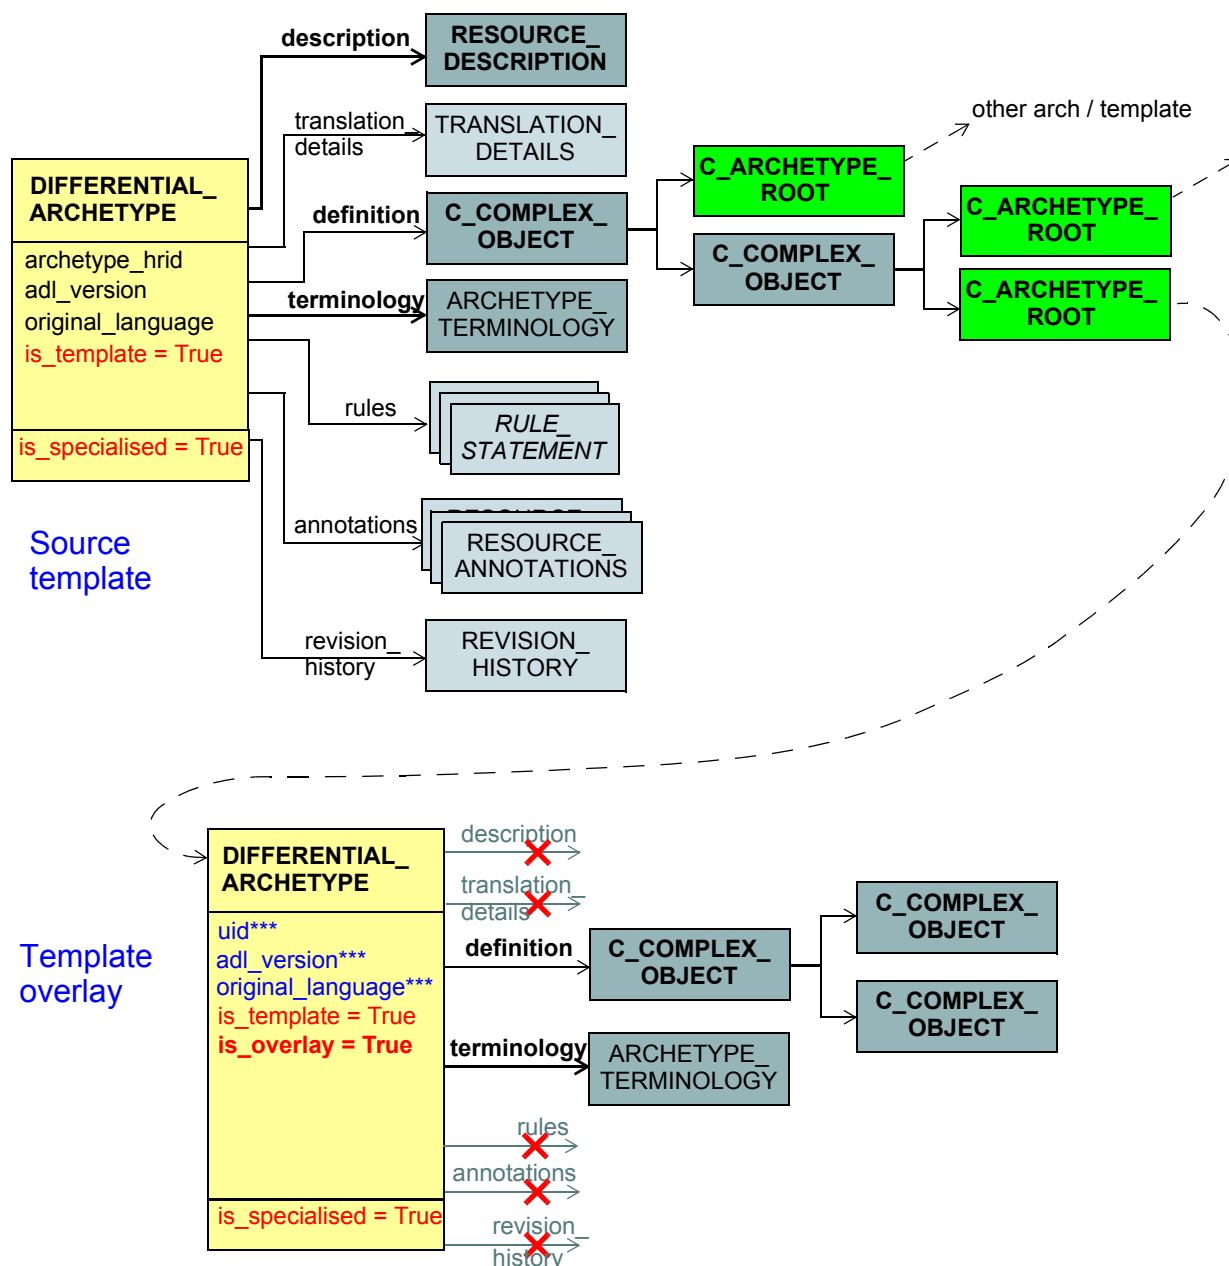 description
RESOURCE_
DESCRIPTION
translation_
details
TRANSLATION_
DETAILS
other arch / template
C_ARCHETYPE_
ROOT
DIFFERENTIAL_
ARCHETYPE
definition
C_COMPLEX_
OBJECT
C_ARCHETYPE_
ROOT
C_COMPLEX_
OBJECT
C_ARCHETYPE_
ROOT
archetype_hrid
adl_version
original_language
is_template = True
is_specialised = True
terminology
ARCHETYPE_
TERMINOLOGY
rules
RULE_
STATEMENT
Source
template
annotations
RESOURCE_
RESOURCE_
ANNOTATIONS
revision_
history
REVISION_
HISTORY
DIFFERENTIAL_
ARCHETYPE
description
translation_
details
Template
overlay
uid***
adl_version***
original_language***
is_template = True
is_overlay = True
is_specialised = True
definition
C_COMPLEX_
OBJECT
C_COMPLEX_
OBJECT
C_COMPLEX_
OBJECT
terminology
ARCHETYPE_
TERMINOLOGY
rules
annotations
revision_
history